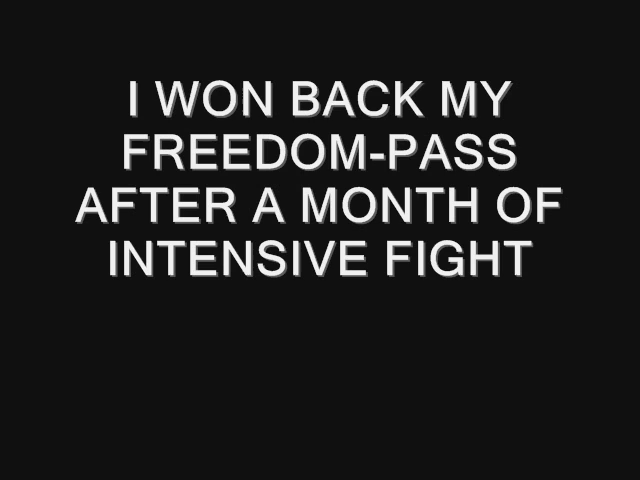 I WON BACK MY
FREEDOM-PASS
AFTER A MONTH OF
INTENSIVE FIGHT